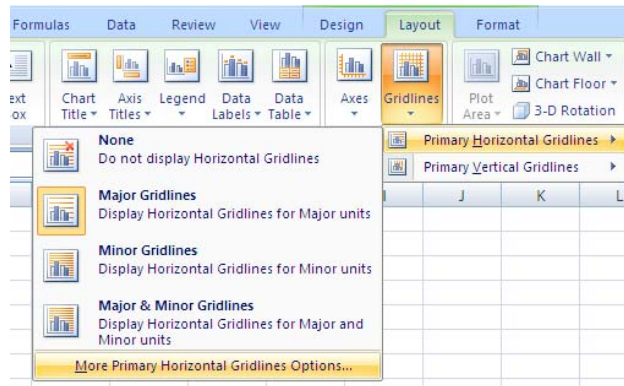 Formulas Data Review View Design Layout Format
Chart Wall
Chart Floor
3-D Rotation
Chart Title Axis Titles Legend Data Labels Data Table Axes Gridlines Plot Area
None
Do not display Horizontal Gridlines
Major Gridlines
Display Horizontal Gridlines for Major units
Minor Gridlines
Display Horizontal Gridlines for Minor units
Major & Minor Gridlines
Display Horizontal Gridlines for Major and
Minor units
More Primary Horizontal Gridlines Options...
Primary Horizontal Gridlines
Primary Vertical Gridlines
J K L